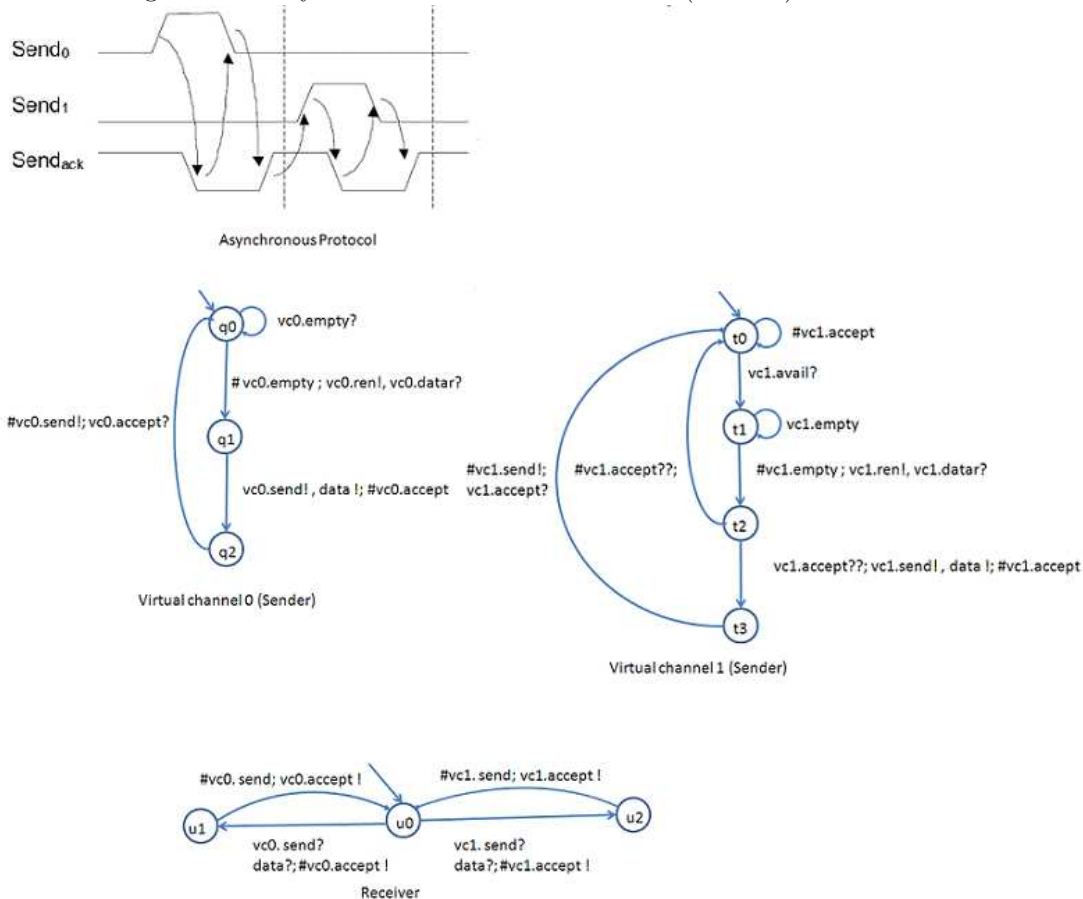 Send0
Send1
Sendack
Asynchronous Protocol
q0
vc0.empty?
# vc0.empty ; vc0.ren!, vc0.datar?
#vc0.send!; vc0.accept?
q1
vc0.send! , data !; #vc0.accept
q2
Virtual channel 0 (Sender)
t0
#vc1.accept
vc1.avail?
t1
vc1.empty
#vc1.send!;
vc1.accept?
#vc1.accept??;
#vc1.empty ; vc1.ren!, vc1.datar?
t2
vc1.accept??; vc1.send! , data !; #vc1.accept
t3
Virtual channel 1 (Sender)
#vc0. send; vc0.accept !
#vc1. send; vc1.accept !
u1
u0
u2
vc0. send?
data?; #vc0.accept !
vc1. send?
data?; #vc1.accept !
Receiver